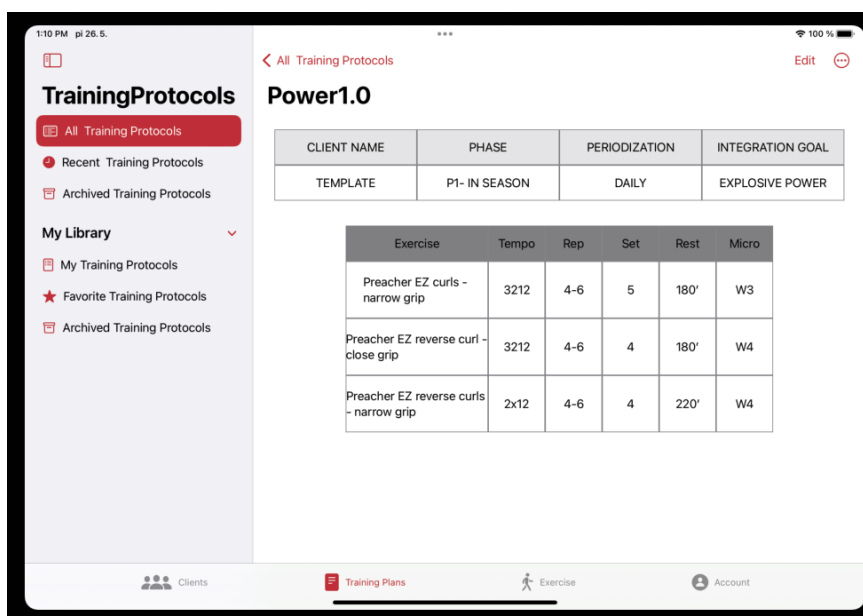 1:10 PM pi 26. 5.
100 %
TrainingProtocols
All Training Protocols
Recent Training Protocols
Archived Training Protocols
My Library
My Training Protocols
Favorite Training Protocols
Archived Training Protocols
All Training Protocols
Edit
Power1.0
CLIENT NAME PHASE PERIODIZATION INTEGRATION GOAL
TEMPLATE P1- IN SEASON DAILY EXPLOSIVE POWER
Exercise Tempo Rep Set Rest Micro
Preacher EZ curls -
narrow grip
3212 4-6 5 180' W3
Preacher EZ reverse curl -
close grip
3212 4-6 4 180' W4
Preacher EZ reverse curls
- narrow grip
2x12 4-6 4 220' W4
Clients
Training Plans
Exercise
Account